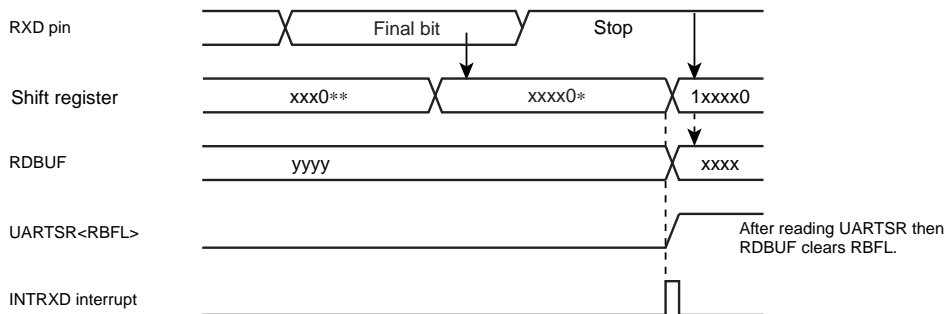 RXD pin
Final bit
Stop
Shift register
xxx0**
xxxx0*
1xxxx0
RDBUF
yyyy
xxxx
UARTSR<RBFL>
After reading UARTSR then
RDBUF clears RBFL.
INTRXD interrupt